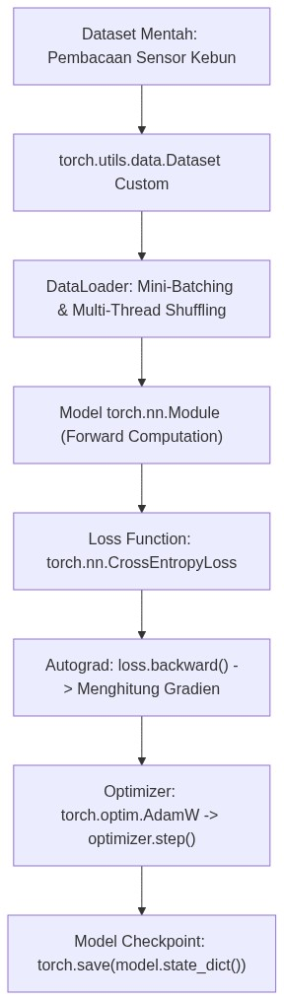 Dataset Mentah:
Pembacaan Sensor Kebun
torch.utils.data.Dataset
Custom
DataLoader: Mini-Batching
& Multi-Thread Shuffling
Model torch.nn.Module
(Forward Computation)
Loss Function:
torch.nn.CrossEntropyLoss
Autograd: loss.backward() -
> Menghitung Gradien
Optimizer:
torch.optim.AdamW ->
optimizer.step()
Model Checkpoint:
torch.save(model.state_dict())